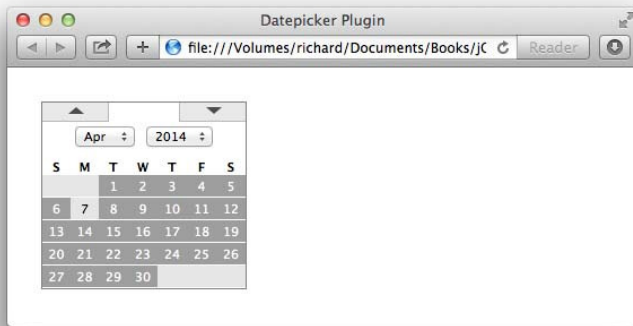 Datepicker Plugin
file:///Volumes/richard/Documents/Books/jC Reader
Apr 2014
S M T W T F S
1 2 3 4 5
6 7 8 9 10 11 12
13 14 15 16 17 18 19
20 21 22 23 24 25 26
27 28 29 30